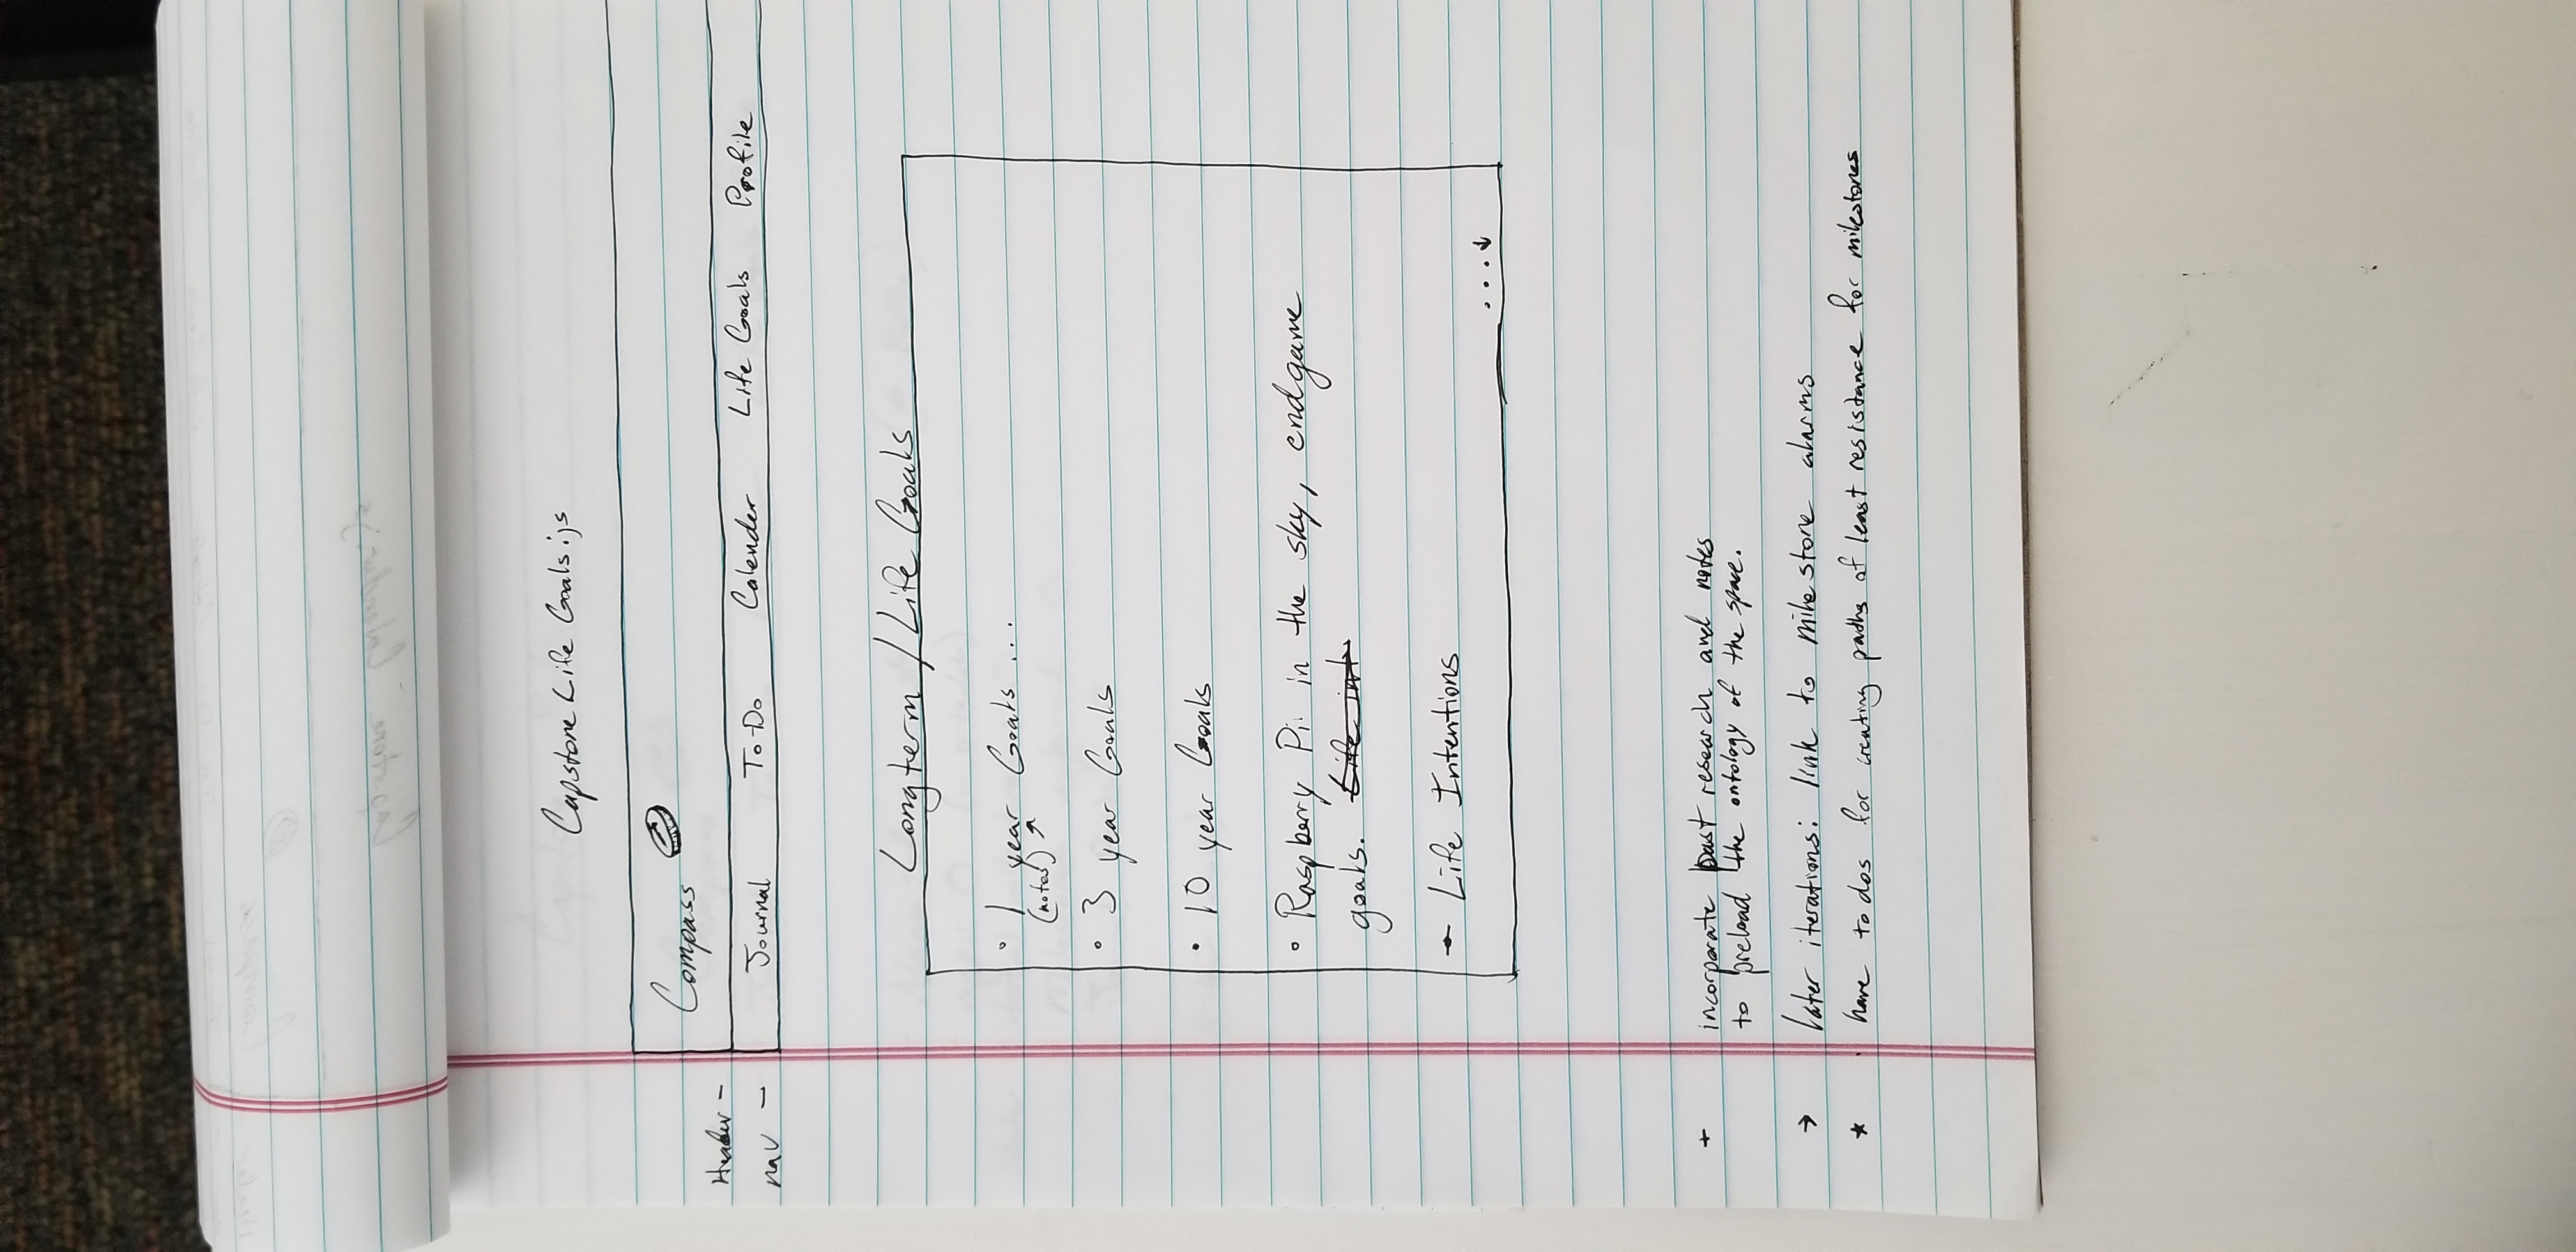 Capstone Life Goals.js
Compass
Header -
nav -
Journal To-Do Calender Life Goals Profile
Longterm / Life Goals
• 1 year Goals ...
(notes)
• 3 year Goals
• 10 year Goals
• Raspberry Pi in the sky, endgame
goals. Life int
Life Intentions
...↓
+ incorporate past research and notes
to preload the ontology of the space.
→ later iterations: link to milestone alarms
★ have to dos for creating paths of least resistance for milestones